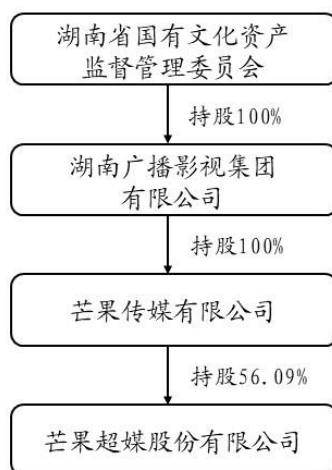 湖南省国有文化资产
监督管理委员会
持股100%
湖南广播影视集团
有限公司
持股100%
芒果传媒有限公司
持股56.09%
芒果超媒股份有限公司